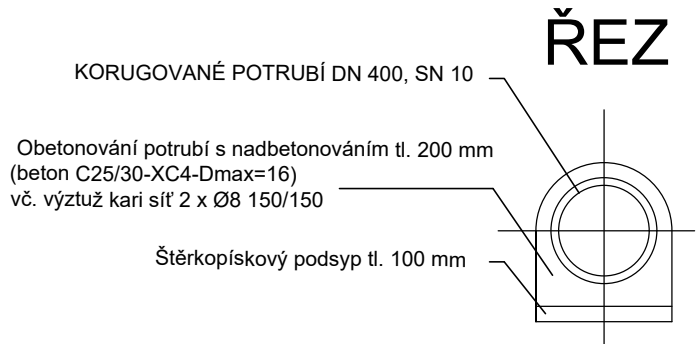 ŘEZ
KORUGOVANÉ POTRUBÍ DN 400, SN 10
Obetonování potrubí s nadbetonováním tl. 200 mm
(beton C25/30-XC4-Dmax=16)
vč. výztuž kari síť 2 x Ø8 150/150
Štěrkopískový podsyp tl. 100 mm